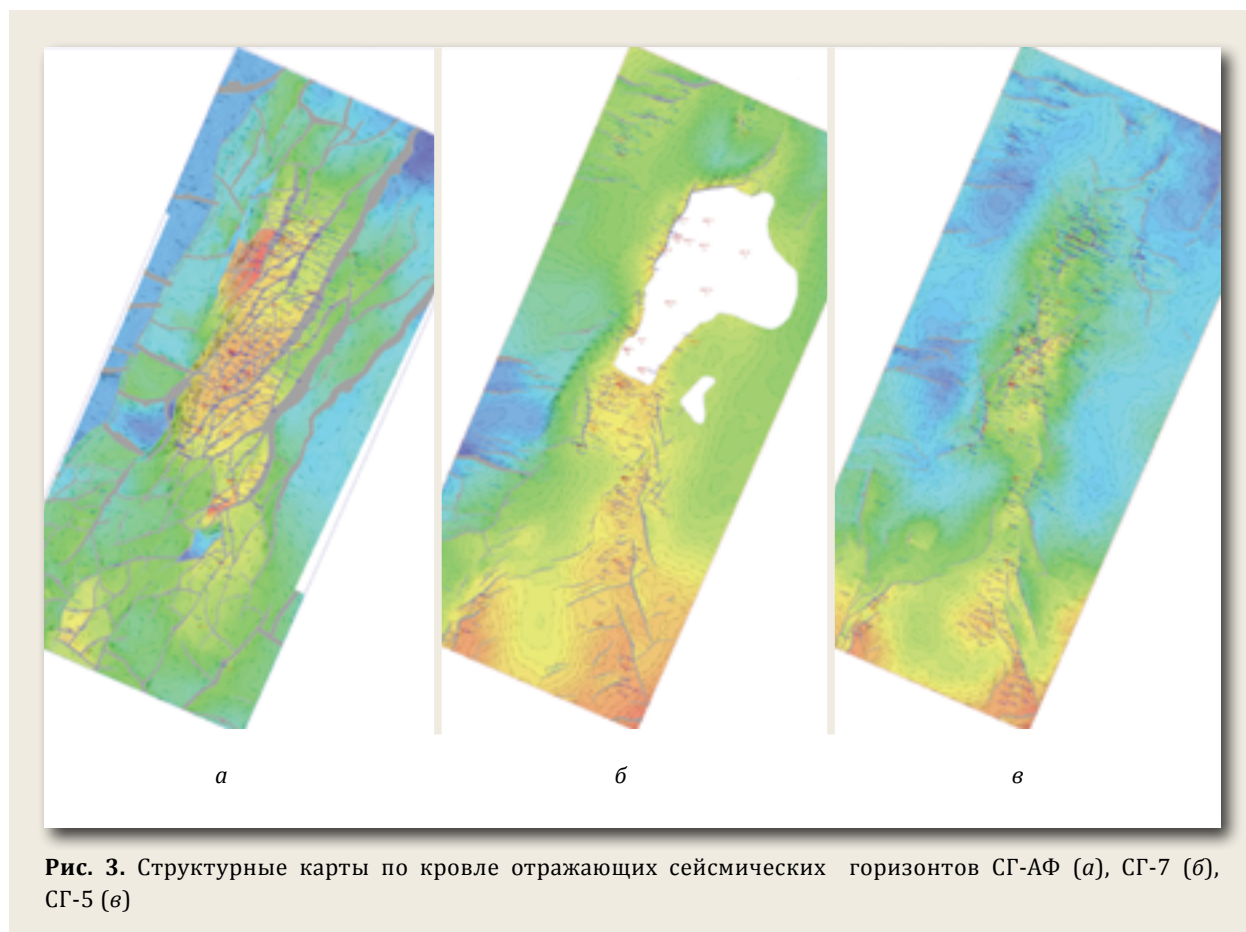 а б в
Рис. 3. Структурные карты по кровле отражающих сейсмических горизонтов СГ-АФ (а), СГ-7 (б),
СГ-5 (в)